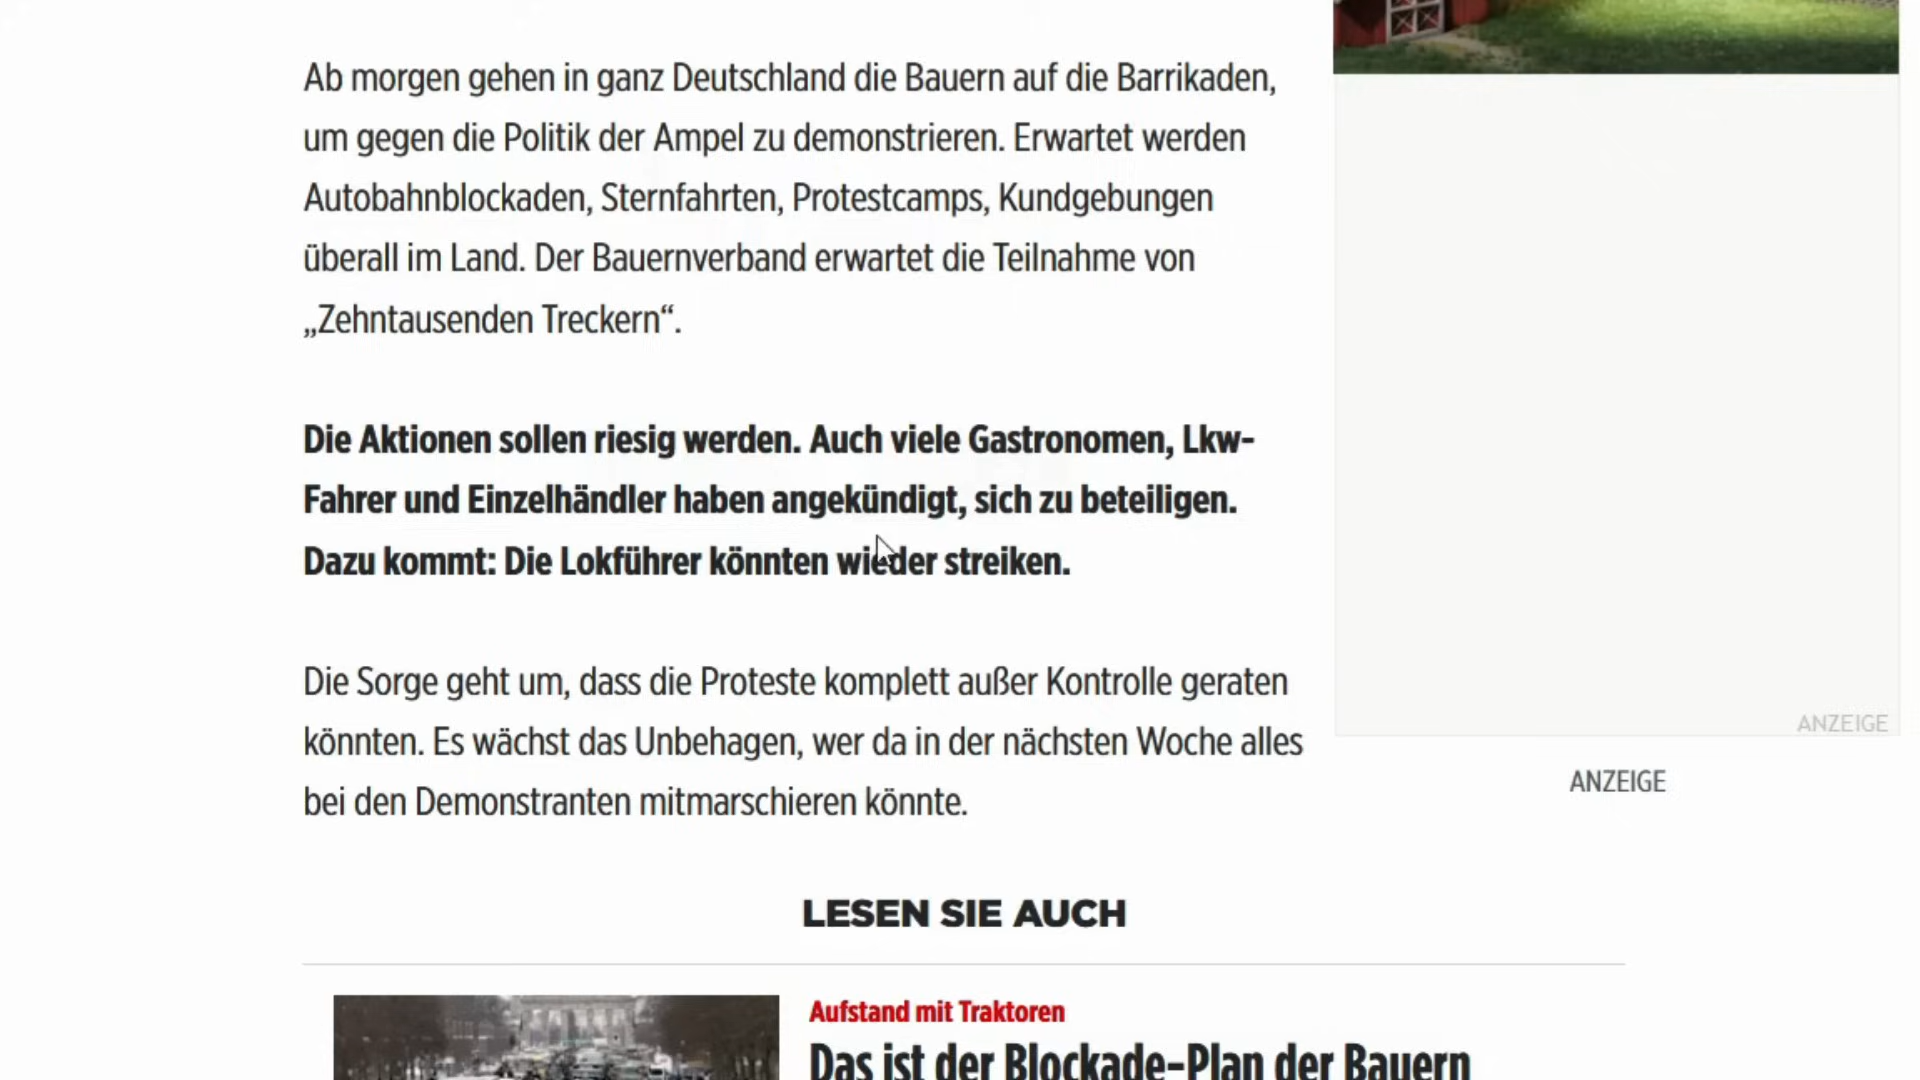 Ab morgen gehen in ganz Deutschland die Bauern auf die Barrikaden,
um gegen die Politik der Ampel zu demonstrieren. Erwartet werden
Autobahnblockaden, Sternfahrten, Protestcamps, Kundgebungen
überall im Land. Der Bauernverband erwartet die Teilnahme von
„Zehntausenden Treckern“.
Die Aktionen sollen riesig werden. Auch viele Gastronomen, Lkw-
Fahrer und Einzelhändler haben angekündigt, sich zu beteiligen.
Dazu kommt: Die Lokführer könnten wieder streiken.
Die Sorge geht um, dass die Proteste komplett außer Kontrolle geraten
könnten. Es wächst das Unbehagen, wer da in der nächsten Woche alles
bei den Demonstranten mitmarschieren könnte.
ANZEIGE
ANZEIGE
LESEN SIE AUCH
Aufstand mit Traktoren
Das ist der Blockade-Plan der Bauern